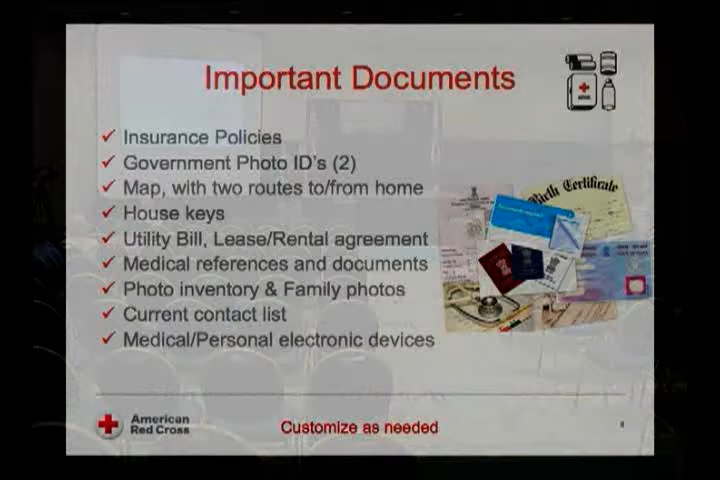 Important Documents
Insurance Policies
Government Photo ID's (2)
Map, with two routes to/from home
House keys
Utility Bill, Lease/Rental agreement
Medical references and documents
Photo inventory & Family photos
Current contact list
Medical/Personal electronic devices
Birth Certificate
American
Red Cross
Customize as needed
8